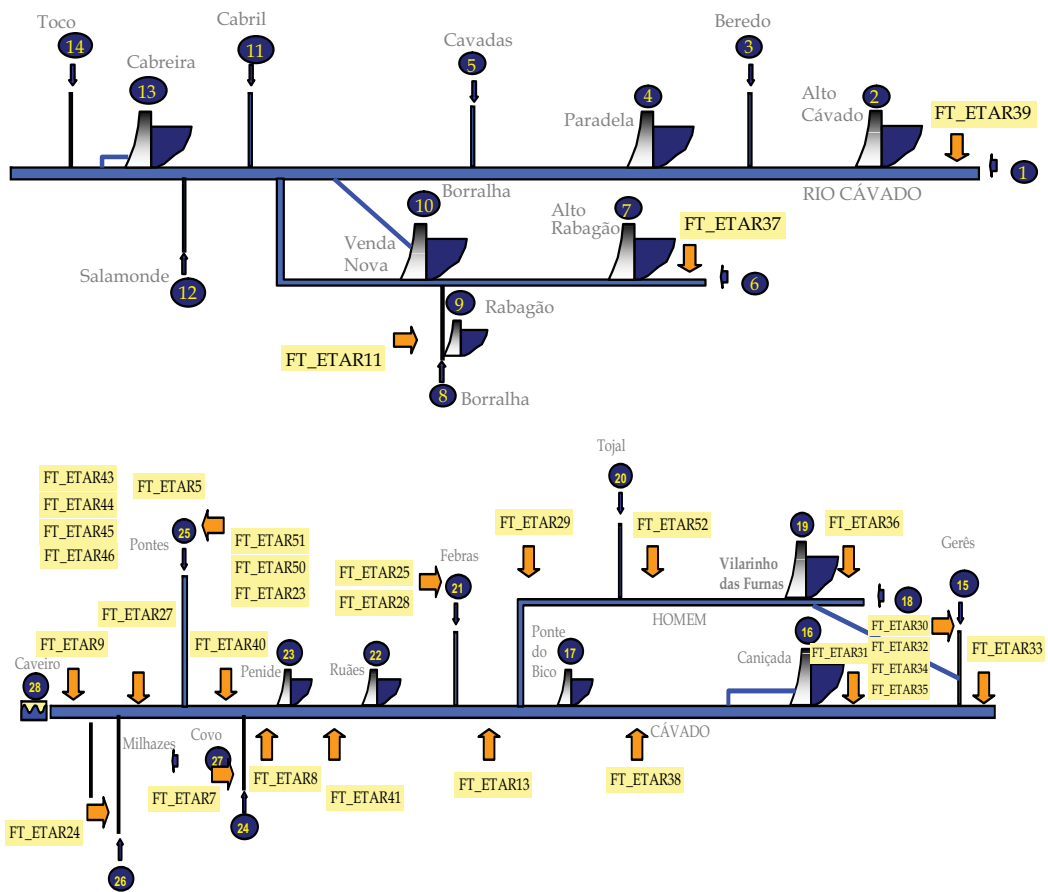 Toco
14
Cabreira
13
Cabril
11
Cavadas
5
Paradela
4
Beredo
3
Alto
Cávado
2
FT_ETAR39
1
RIO CÁVADO
Salamonde
12
Borralha
10
Venda
Nova
Alto
Rabagão
7
FT_ETAR37
6
9
Rabagão
FT_ETAR11
8
Borralha
FT_ETAR43
FT_ETAR44
FT_ETAR45
FT_ETAR46
FT_ETAR5
Pontes
25
FT_ETAR51
FT_ETAR50
FT_ETAR23
FT_ETAR27
FT_ETAR9
Caveiro
28
FT_ETAR40
Penide
23
Ruães
22
FT_ETAR25
FT_ETAR28
Febras
21
FT_ETAR29
Tojal
20
FT_ETAR52
Vilarinho
das Furnas
19
FT_ETAR36
Gerês
15
18
HOMEM
Ponte
do
Bico
17
Caniçada
16
FT_ETAR31
FT_ETAR30
FT_ETAR32
FT_ETAR34
FT_ETAR35
FT_ETAR33
CÁVADO
Milhazes
Covo
27
FT_ETAR7
FT_ETAR8
FT_ETAR41
FT_ETAR13
FT_ETAR38
FT_ETAR24
24
26